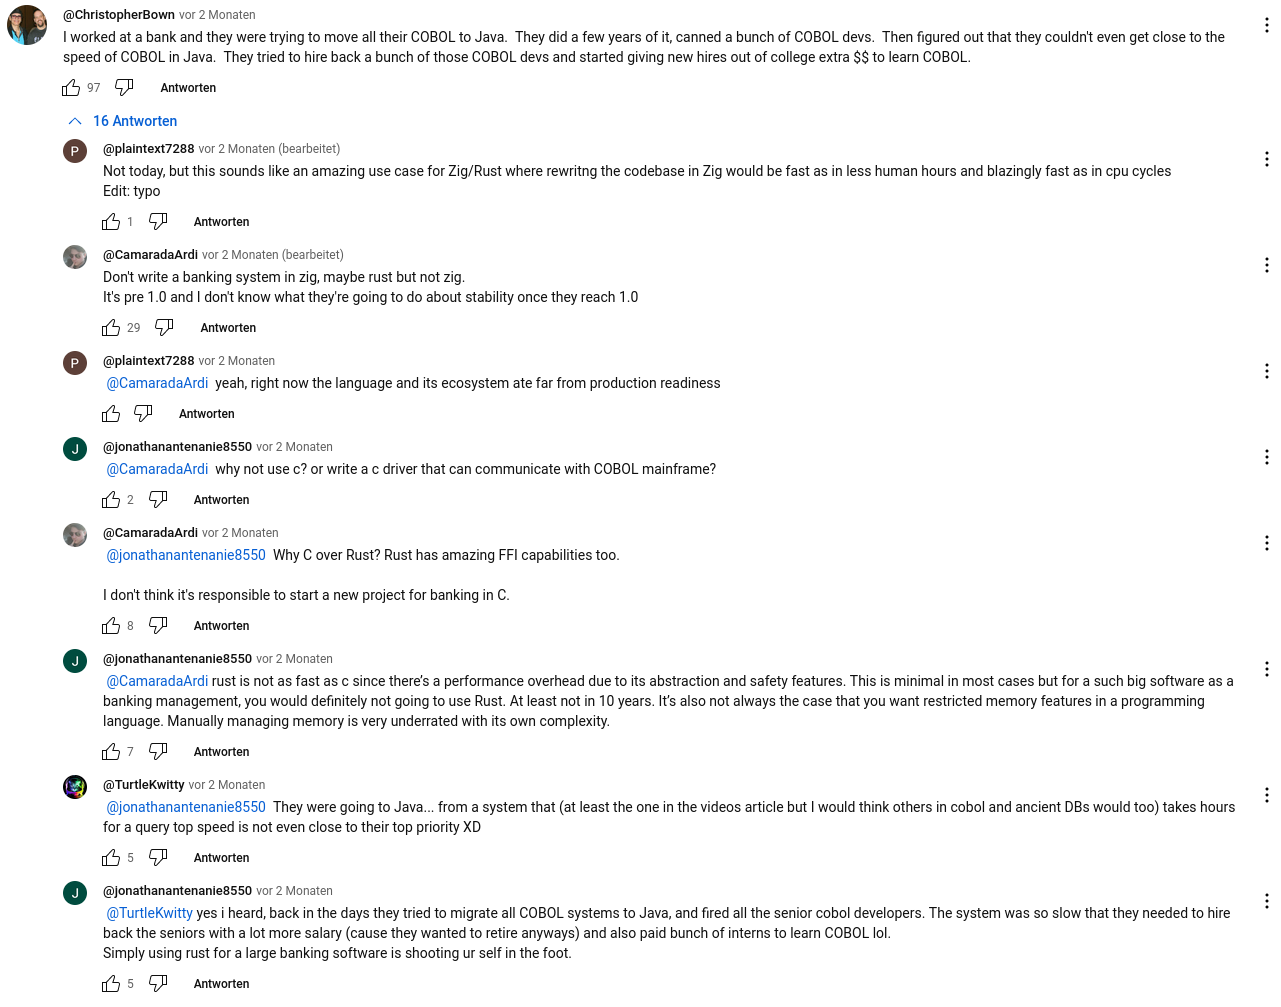 @ChristopherBown vor 2 Monaten
I worked at a bank and they were trying to move all their COBOL to Java.  They did a few years of it, canned a bunch of COBOL devs.  Then figured out that they couldn't even get close to the
speed of COBOL in Java.  They tried to hire back a bunch of those COBOL devs and started giving new hires out of college extra $$ to learn COBOL.
97 Antworten
16 Antworten
P
@plaintext7288 vor 2 Monaten (bearbeitet)
Not today, but this sounds like an amazing use case for Zig/Rust where rewritng the codebase in Zig would be fast as in less human hours and blazingly fast as in cpu cycles
Edit: typo
1 Antworten
@CamaradaArdi vor 2 Monaten (bearbeitet)
Don't write a banking system in zig, maybe rust but not zig.
It's pre 1.0 and I don't know what they're going to do about stability once they reach 1.0
29 Antworten
P
@plaintext7288 vor 2 Monaten
@CamaradaArdi  yeah, right now the language and its ecosystem ate far from production readiness
Antworten
J
@jonathanantenanie8550 vor 2 Monaten
@CamaradaArdi  why not use c? or write a c driver that can communicate with COBOL mainframe?
2 Antworten
@CamaradaArdi vor 2 Monaten
@jonathanantenanie8550  Why C over Rust? Rust has amazing FFI capabilities too.
I don't think it's responsible to start a new project for banking in C.
8 Antworten
J
@jonathanantenanie8550 vor 2 Monaten
@CamaradaArdi rust is not as fast as c since there’s a performance overhead due to its abstraction and safety features. This is minimal in most cases but for a such big software as a
banking management, you would definitely not going to use Rust. At least not in 10 years. It’s also not always the case that you want restricted memory features in a programming
language. Manually managing memory is very underrated with its own complexity.
7 Antworten
@TurtleKwitty vor 2 Monaten
@jonathanantenanie8550  They were going to Java... from a system that (at least the one in the videos article but I would think others in cobol and ancient DBs would too) takes hours
for a query top speed is not even close to their top priority XD
5 Antworten
J
@jonathanantenanie8550 vor 2 Monaten
@TurtleKwitty yes i heard, back in the days they tried to migrate all COBOL systems to Java, and fired all the senior cobol developers. The system was so slow that they needed to hire
back the seniors with a lot more salary (cause they wanted to retire anyways) and also paid bunch of interns to learn COBOL lol.
Simply using rust for a large banking software is shooting ur self in the foot.
5 Antworten